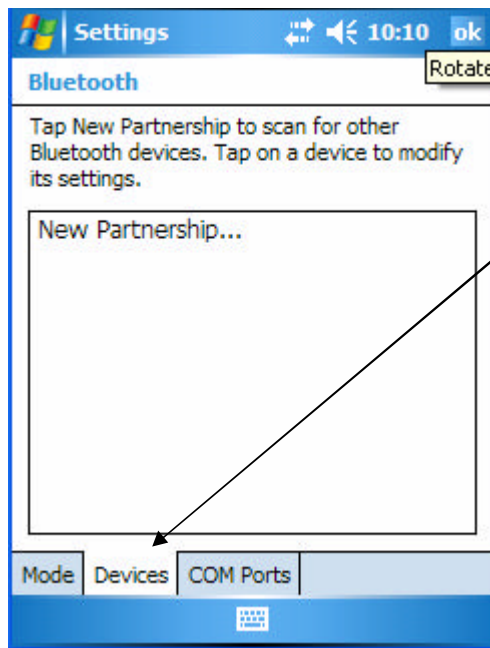 Settings 10:10 ok
Rotate
Bluetooth
Tap New Partnership to scan for other
Bluetooth devices. Tap on a device to modify
its settings.
New Partnership...
Mode Devices COM Ports